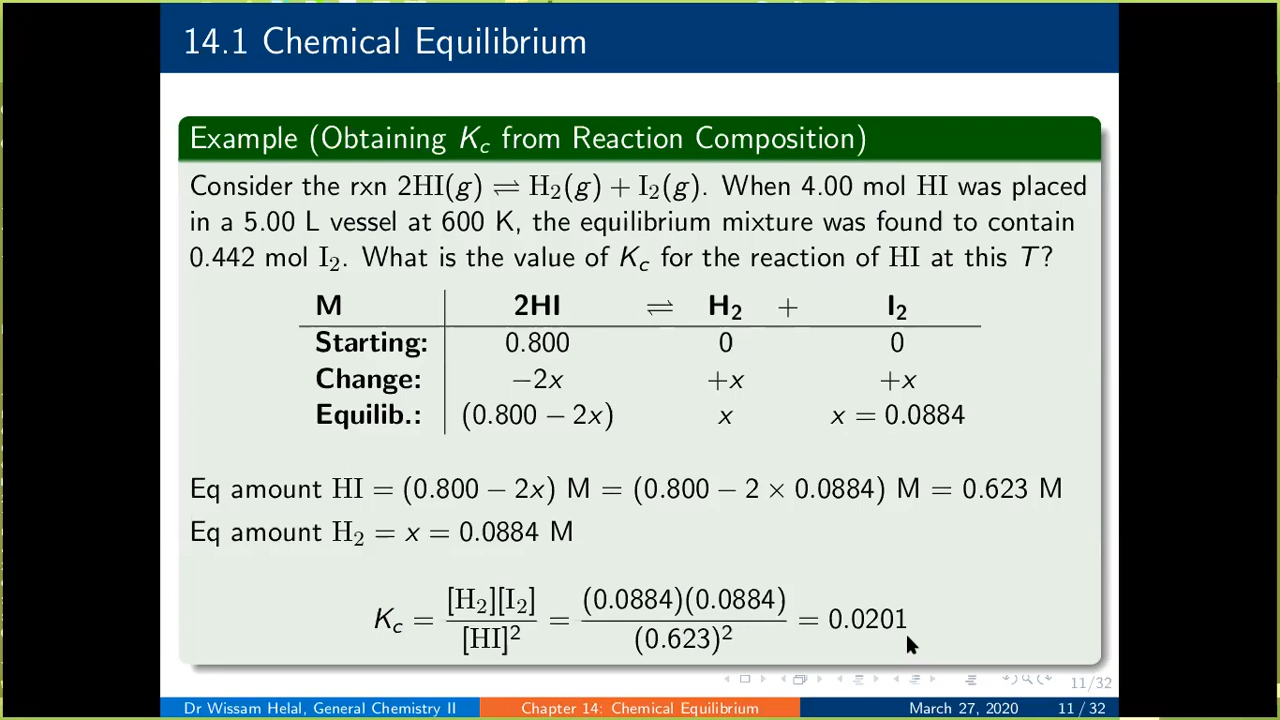 14.1 Chemical Equilibrium
Example (Obtaining Kc from Reaction Composition)
Consider the rxn 2HI(g) ⇌ H₂(g) + I₂(g). When 4.00 mol HI was placed
in a 5.00 L vessel at 600 K, the equilibrium mixture was found to contain
0.442 mol I₂. What is the value of Kc for the reaction of HI at this T?
M 2HI ⇌ H₂ + I₂
Starting: 0.800 0 0
Change: −2x +x +x
Equilib.: (0.800 − 2x) x x = 0.0884
Eq amount HI = (0.800 − 2x) M = (0.800 − 2 × 0.0884) M = 0.623 M
Eq amount H₂ = x = 0.0884 M
Kc = [H₂][I₂] / [HI]² = (0.0884)(0.0884) / (0.623)² = 0.0201
11/32
Dr Wissam Helal, General Chemistry II Chapter 14: Chemical Equilibrium March 27, 2020 11 / 32